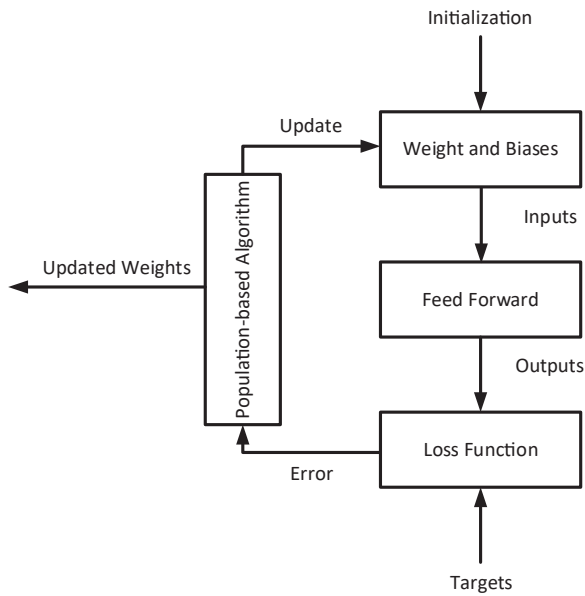 Initialization
Update
Weight and Biases
Inputs
Population-based Algorithm
Updated Weights
Feed Forward
Outputs
Loss Function
Error
Targets